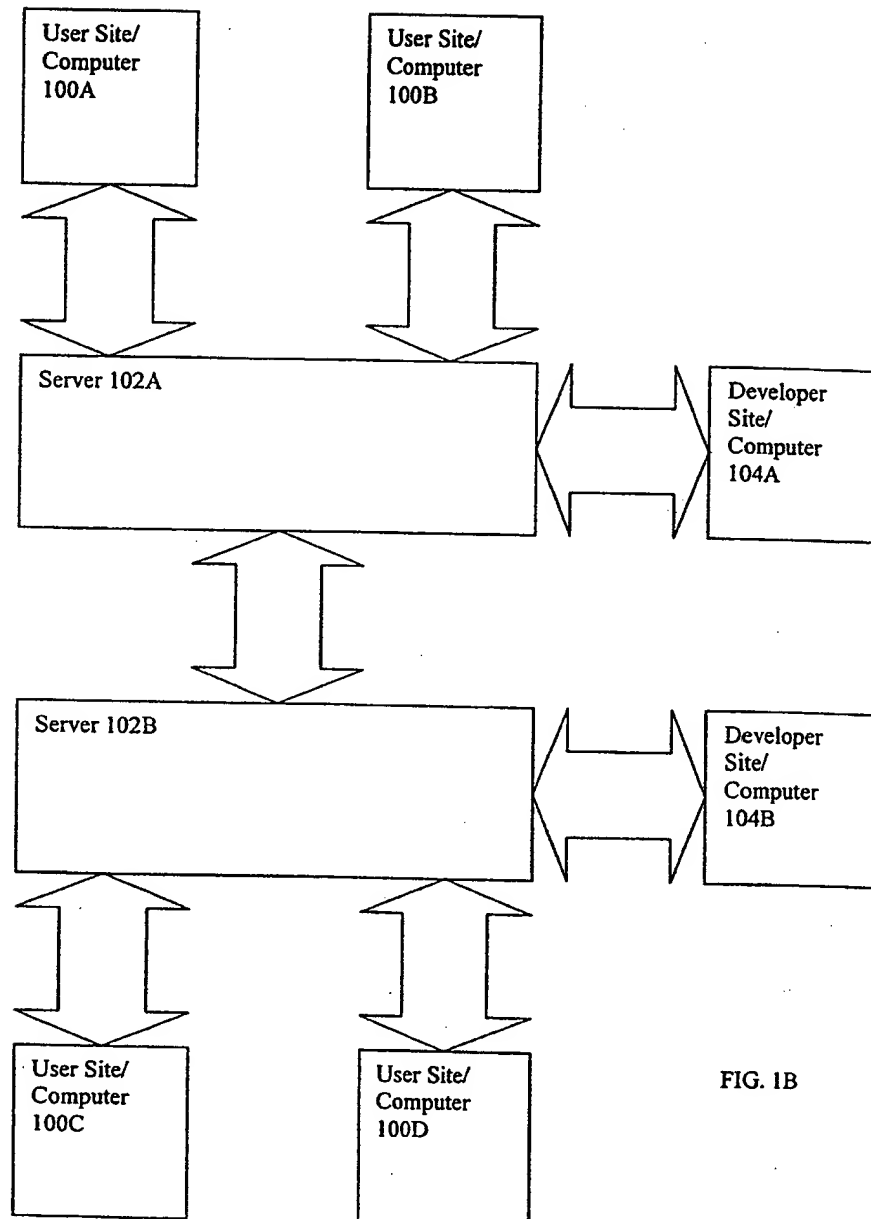 User Site/
Computer
100A
User Site/
Computer
100B
Server 102A
Developer
Site/
Computer
104A
Server 102B
Developer
Site/
Computer
104B
User Site/
Computer
100C
User Site/
Computer
100D
FIG. 1B